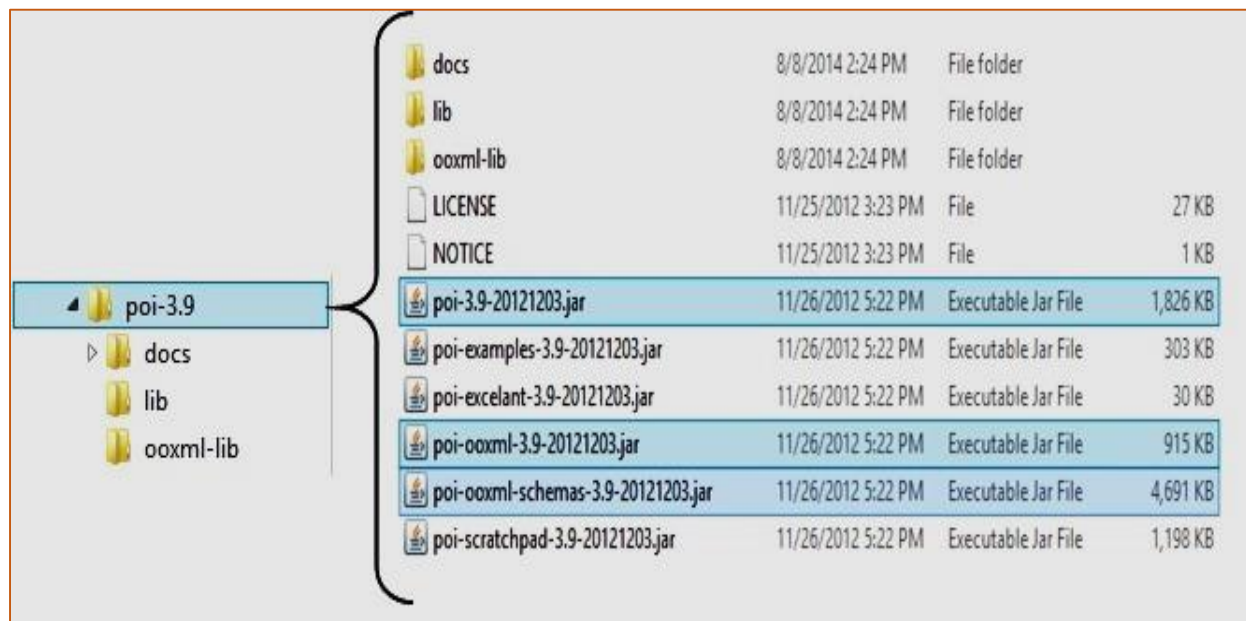 docs 8/8/2014 2:24 PM File folder
lib 8/8/2014 2:24 PM File folder
ooxml-lib 8/8/2014 2:24 PM File folder
LICENSE 11/25/2012 3:23 PM File 27 KB
NOTICE 11/25/2012 3:23 PM File 1 KB
poi-3.9-20121203.jar 11/26/2012 5:22 PM Executable Jar File 1,826 KB
poi-examples-3.9-20121203.jar 11/26/2012 5:22 PM Executable Jar File 303 KB
poi-excelant-3.9-20121203.jar 11/26/2012 5:22 PM Executable Jar File 30 KB
poi-ooxml-3.9-20121203.jar 11/26/2012 5:22 PM Executable Jar File 915 KB
poi-ooxml-schemas-3.9-20121203.jar 11/26/2012 5:22 PM Executable Jar File 4,691 KB
poi-scratchpad-3.9-20121203.jar 11/26/2012 5:22 PM Executable Jar File 1,198 KB
poi-3.9
docs
lib
ooxml-lib